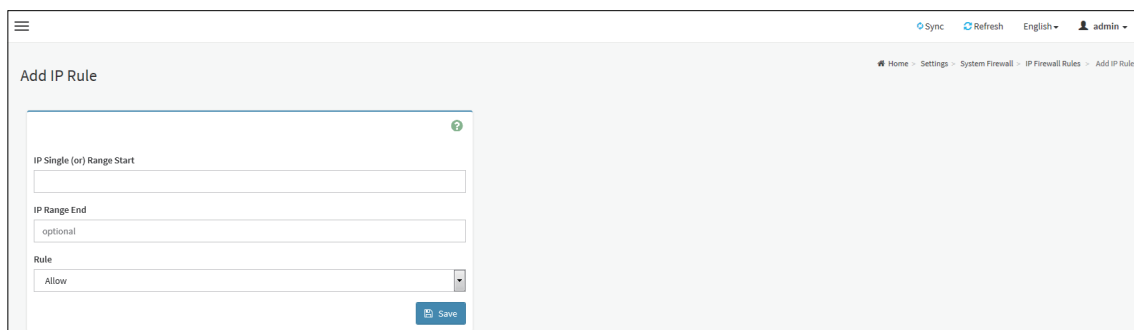 Sync Refresh English admin
Home > Settings > System Firewall > IP Firewall Rules > Add IP Rule
Add IP Rule
IP Single (or) Range Start
IP Range End
optional
Rule
Allow
Save